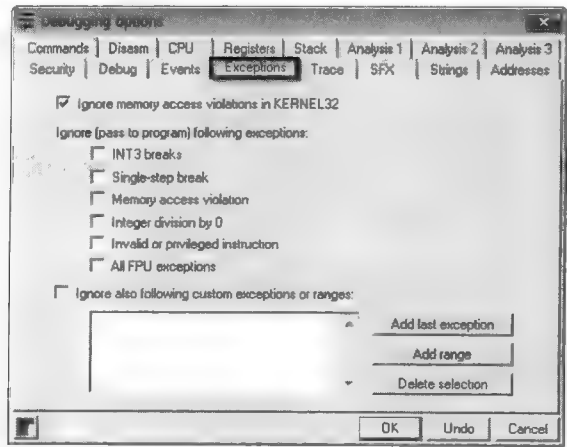 Debugging options
Commands Disasm CPU Registers Stack Analysis 1 Analysis 2 Analysis 3
Security Debug Events Exceptions Trace SFX Strings Addresses
Ignore memory access violations in KERNEL32
Ignore (pass to program) following exceptions:
INT3 breaks
Single-step break
Memory access violation
Integer division by 0
Invalid or privileged instruction
All FPU exceptions
Ignore also following custom exceptions or ranges:
Add last exception
Add range
Delete selection
OK Undo Cancel